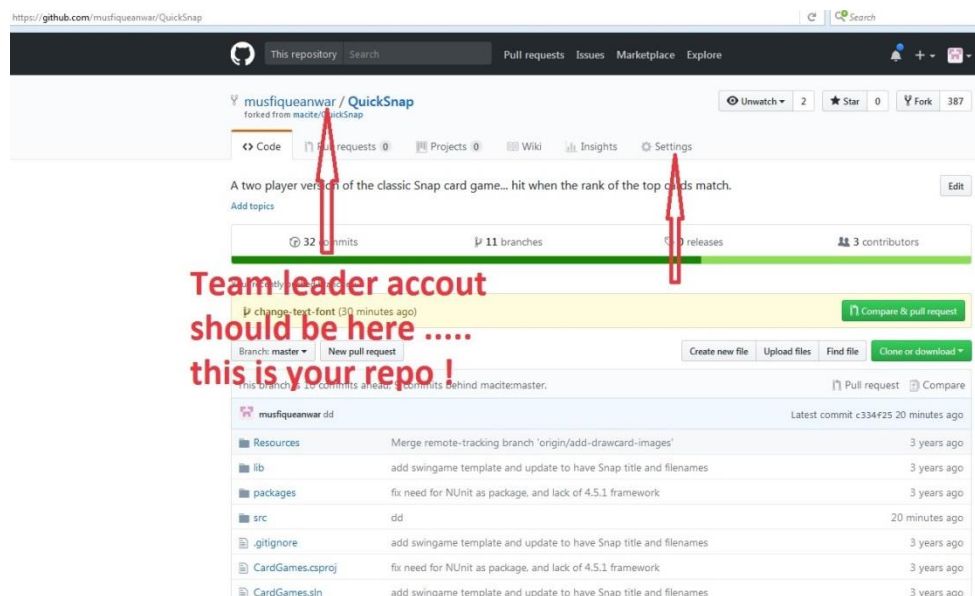 https://github.com/musfiqueanwar/QuickSnap
Search
This repository Search
Pull requests Issues Marketplace Explore
musfiqueanwar / QuickSnap
forked from macite/QuickSnap
Unwatch 2 Star 0 Fork 387
Code Pull requests 0 Projects 0 Wiki Insights Settings
A two player version of the classic Snap card game... hit when the rank of the top cards match.
Edit
Add topics
32 commits 11 branches 0 releases 3 contributors
Team leader accout
should be here .....
this is your repo !
change-text-font (30 minutes ago)
Compare & pull request
Branch: master New pull request Create new file Upload files Find file Clone or download
This branch is commits ahead, commits behind macite:master.
Pull request Compare
musfiqueanwar dd Latest commit c334f25 20 minutes ago
Resources Merge remote-tracking branch 'origin/add-drawcard-images' 3 years ago
lib add swingame template and update to have Snap title and filenames 3 years ago
packages fix need for NUnit as package, and lack of 4.5.1 framework 3 years ago
src dd 20 minutes ago
.gitignore add swingame template and update to have Snap title and filenames 3 years ago
CardGames.csproj fix need for NUnit as package, and lack of 4.5.1 framework 3 years ago
CardGames.sln add swingame template and update to have Snap title and filenames 3 years ago